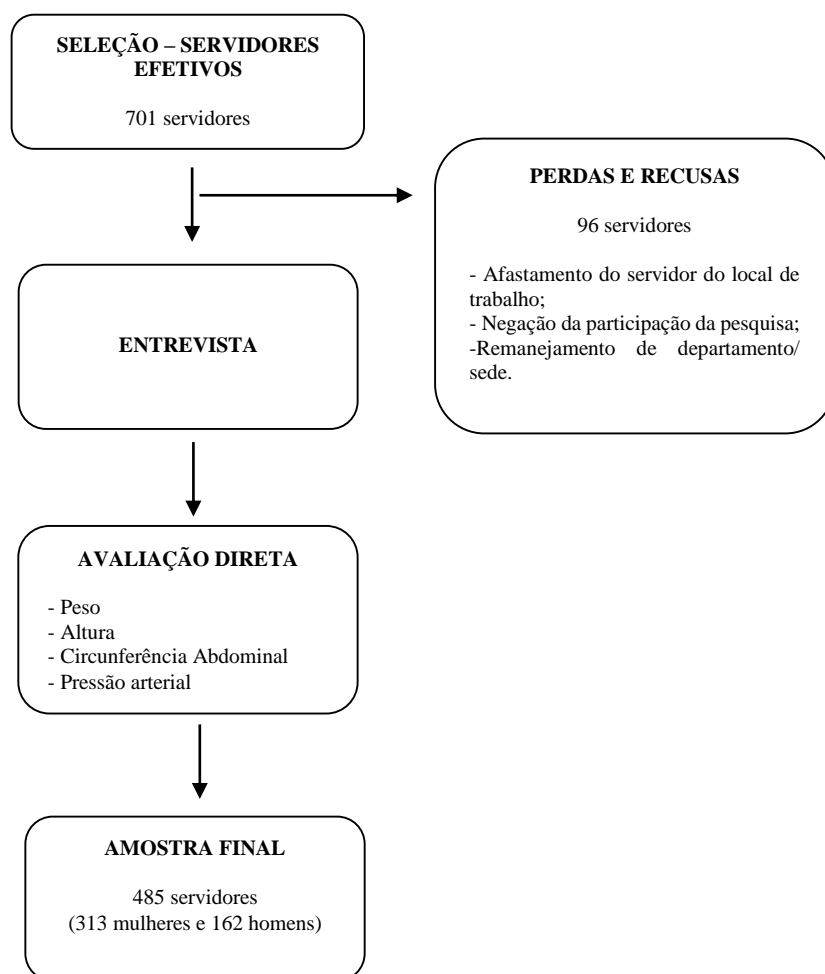 SELEÇÃO – SERVIDORES
EFETIVOS
701 servidores
PERDAS E RECUSAS
96 servidores
- Afastamento do servidor do local de
trabalho;
- Negação da participação da pesquisa;
-Remanejamento de departamento/
sede.
ENTREVISTA
AVALIAÇÃO DIRETA
- Peso
- Altura
- Circunferência Abdominal
- Pressão arterial
AMOSTRA FINAL
485 servidores
(313 mulheres e 162 homens)